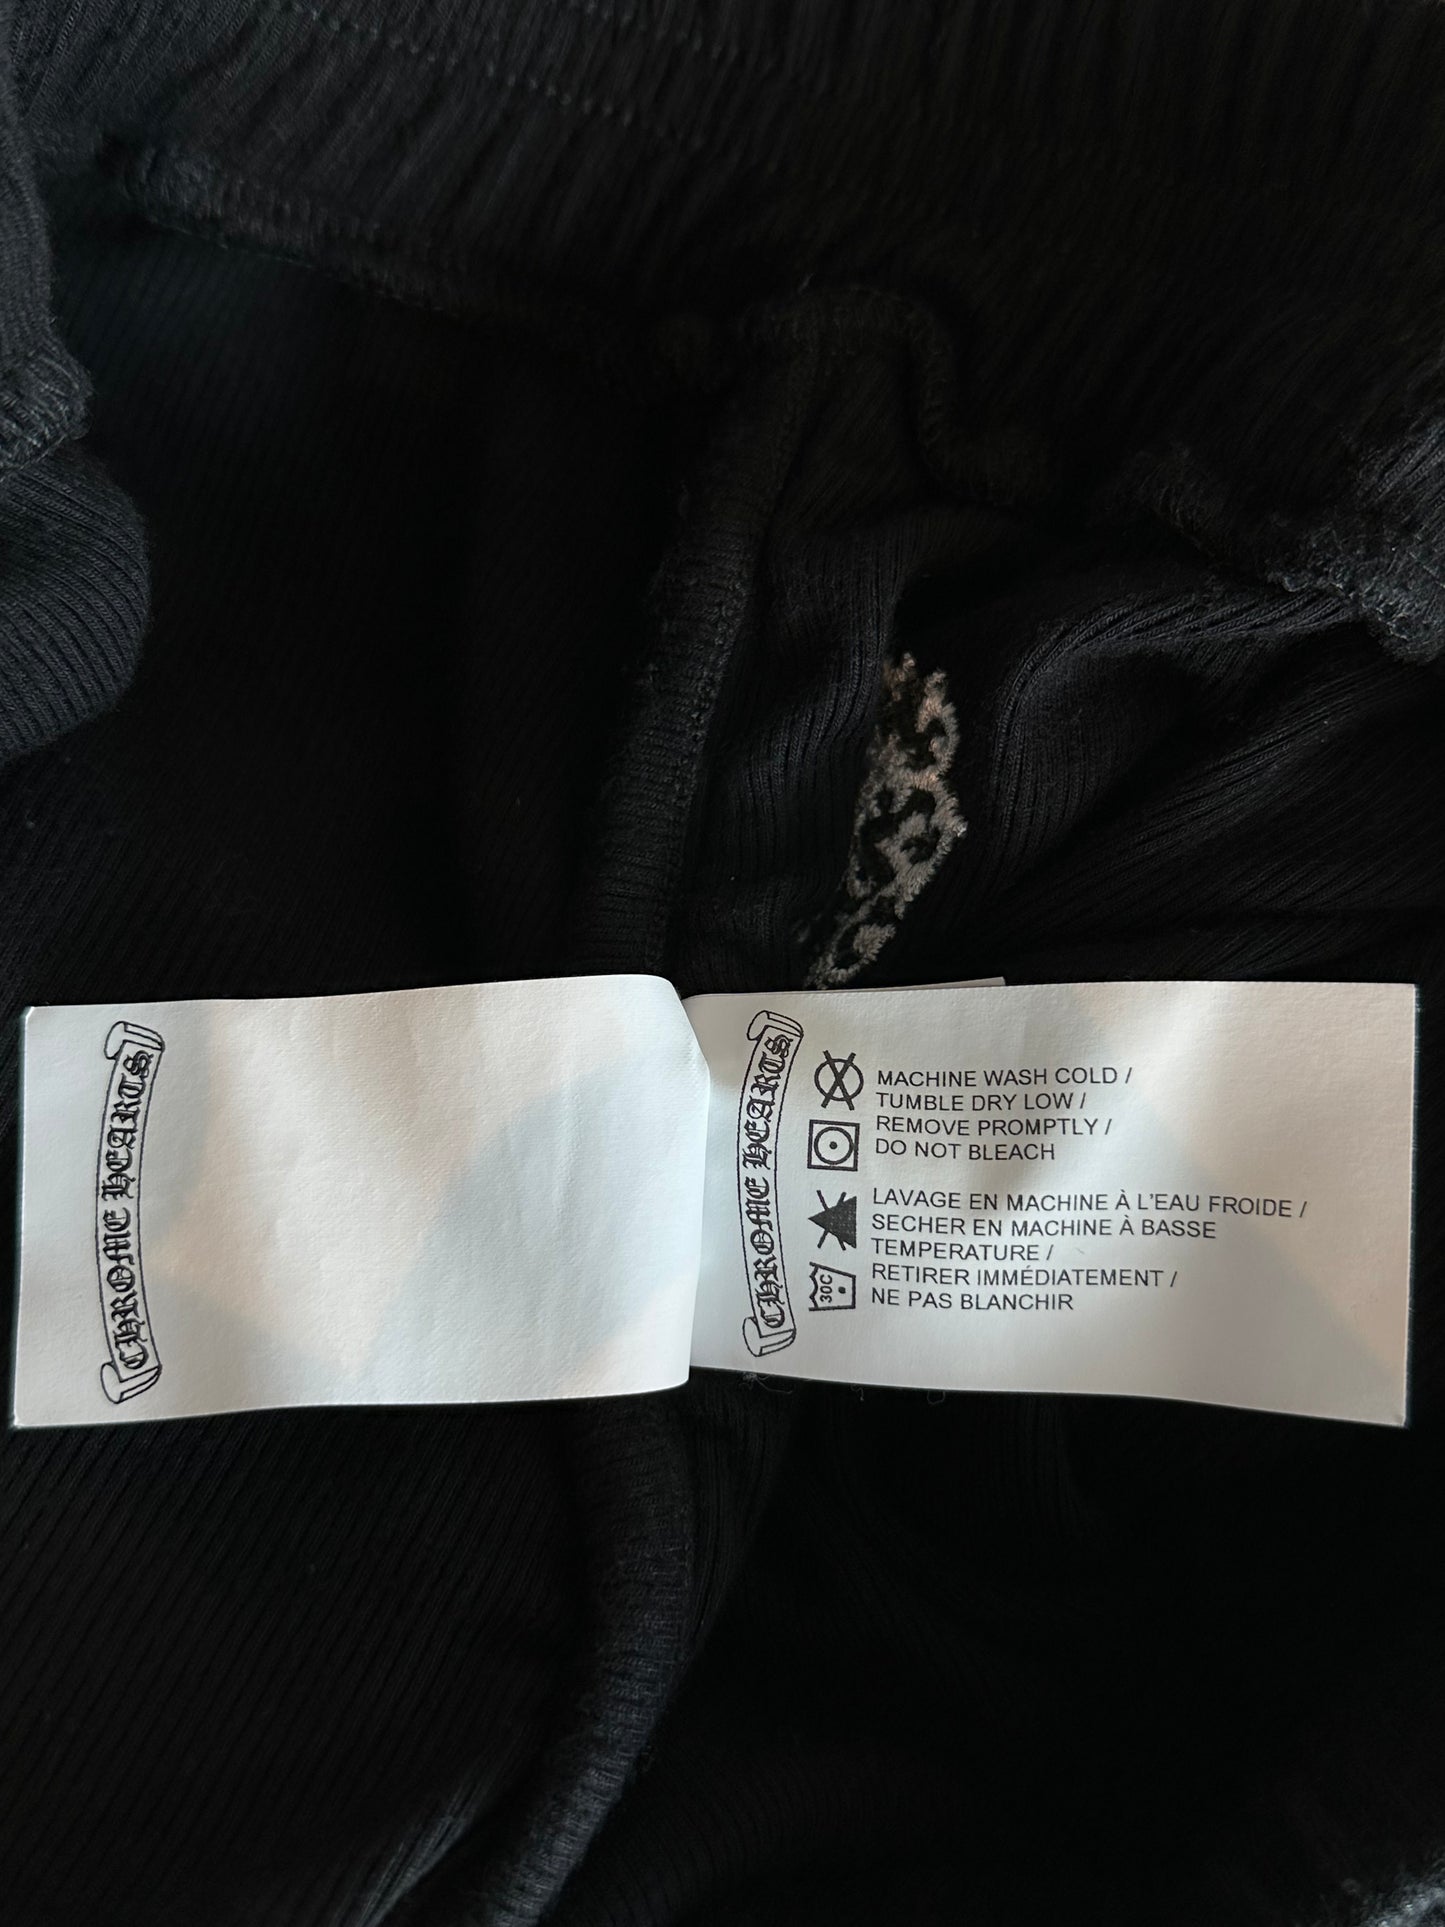 CHROME HEARTS
CHROME HEARTS
MACHINE WASH COLD /
TUMBLE DRY LOW /
REMOVE PROMPTLY /
DO NOT BLEACH
LAVAGE EN MACHINE À L'EAU FROIDE /
SECHER EN MACHINE À BASSE
TEMPERATURE /
RETIRER IMMÉDIATEMENT /
NE PAS BLANCHIR
30C